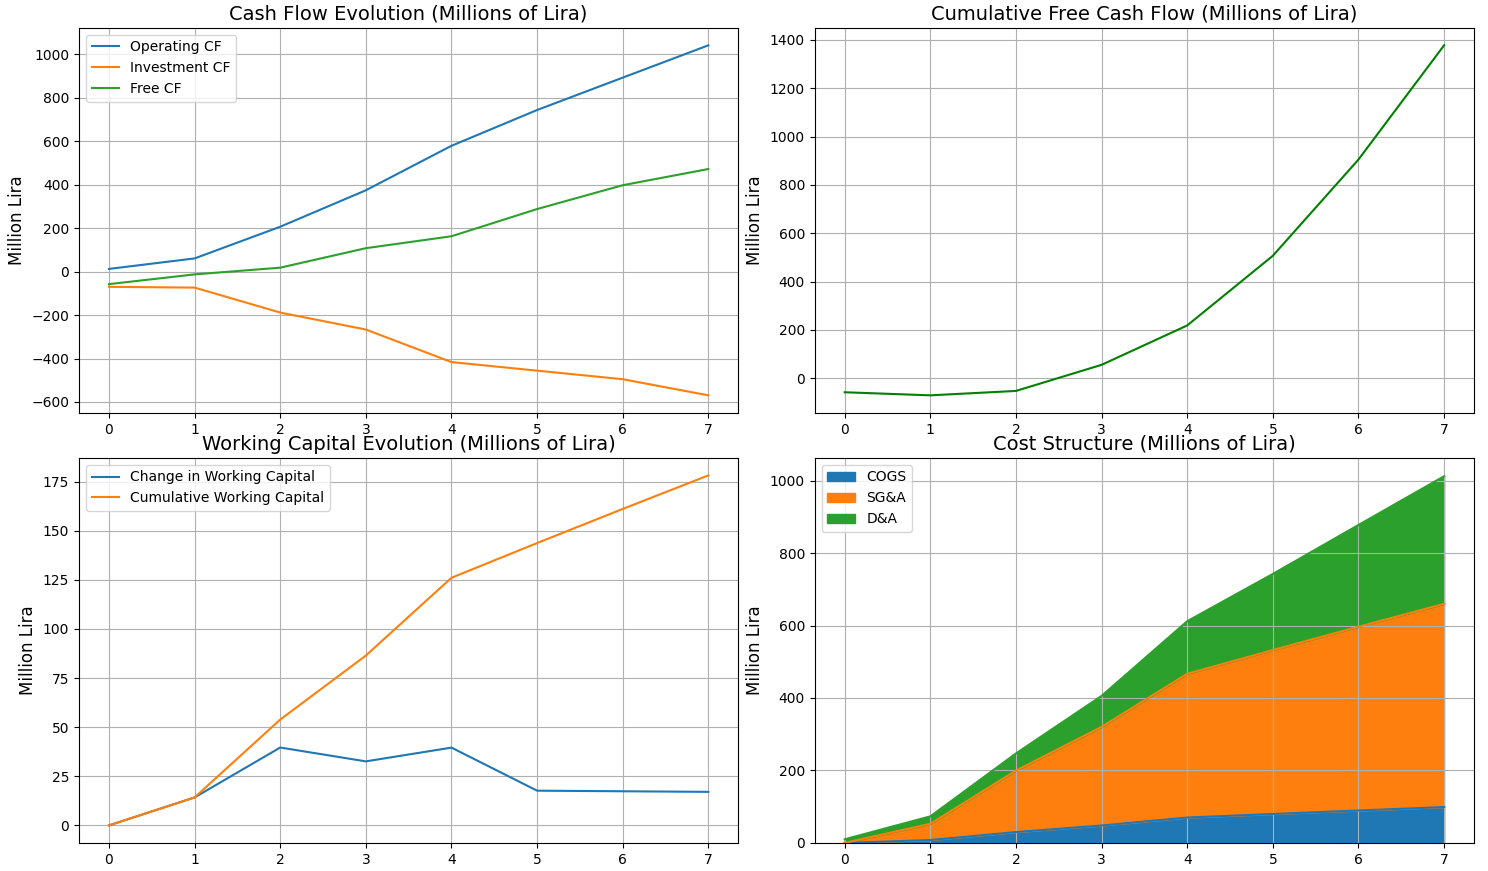 Cash Flow Evolution (Millions of Lira)
Million Lira
1000
800
600
400
200
0
−200
−400
−600
Operating CF
Investment CF
Free CF
0 1 2 3 4 5 6 7
Cumulative Free Cash Flow (Millions of Lira)
Million Lira
1400
1200
1000
800
600
400
200
0
0 1 2 3 4 5 6 7
Working Capital Evolution (Millions of Lira)
Million Lira
175
150
125
100
75
50
25
0
Change in Working Capital
Cumulative Working Capital
0 1 2 3 4 5 6 7
Cost Structure (Millions of Lira)
Million Lira
1000
800
600
400
200
0
COGS
SG&A
D&A
0 1 2 3 4 5 6 7